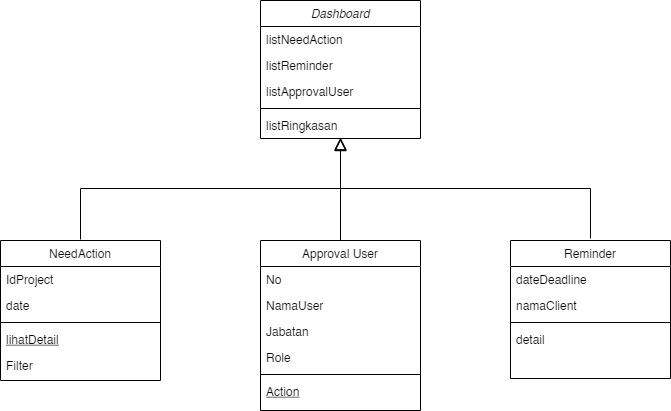 Dashboard
listNeedAction
listReminder
listApprovalUser
listRingkasan
NeedAction
IdProject
date
lihatDetail
Filter
Approval User
No
NamaUser
Jabatan
Role
Action
Reminder
dateDeadline
namaClient
detail